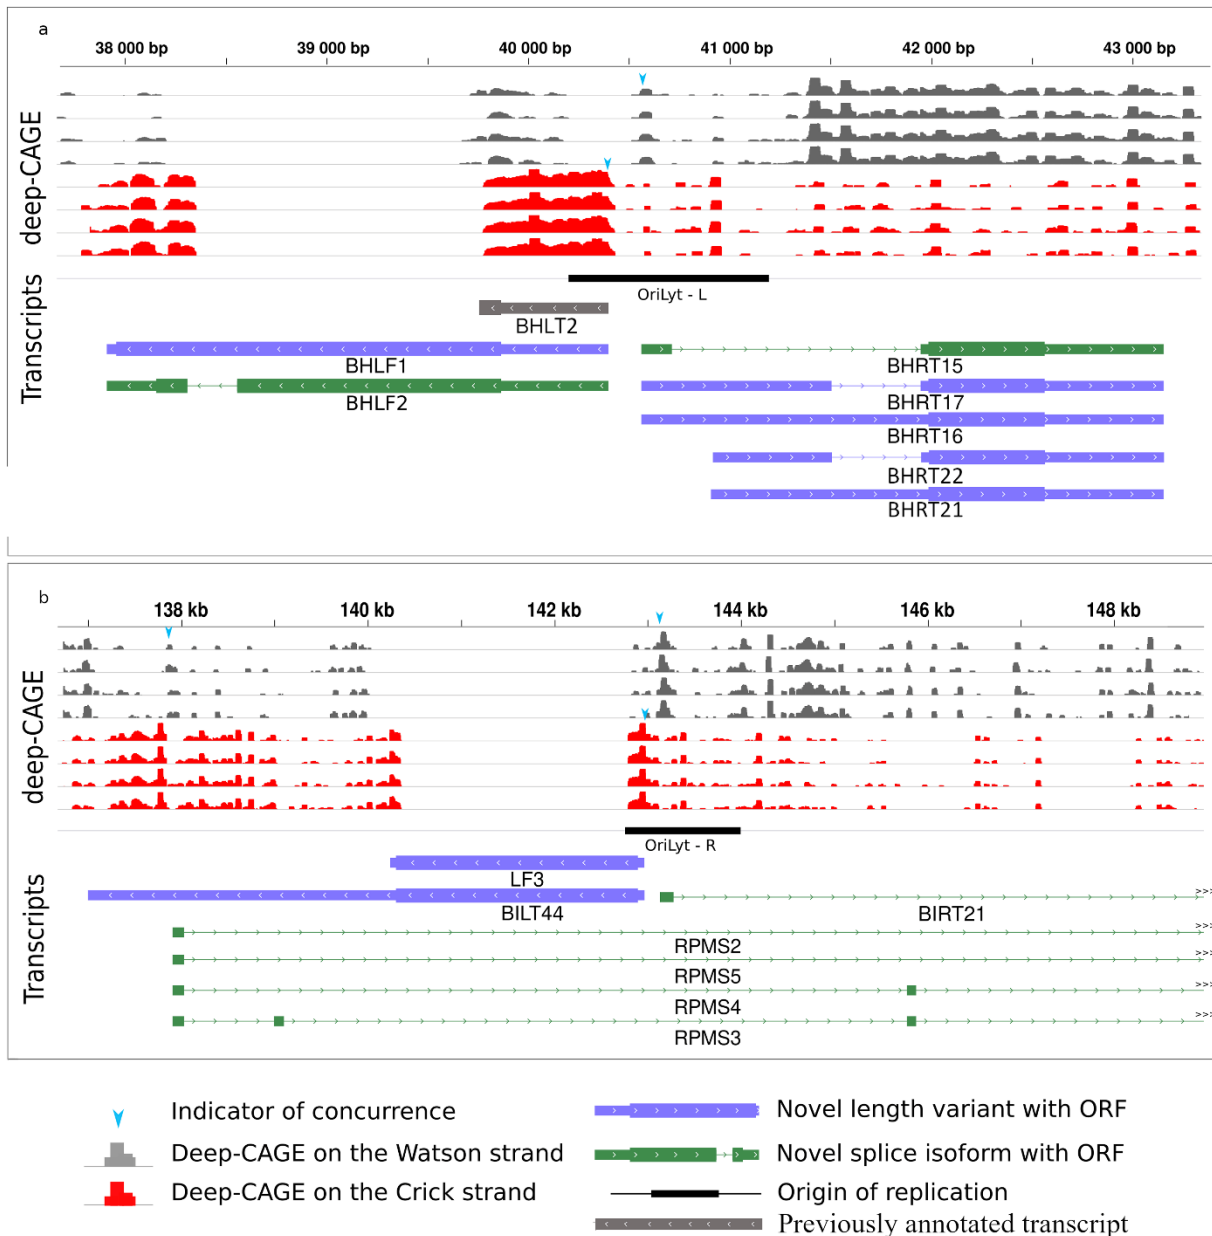 a
38 000 bp 39 000 bp 40 000 bp 41 000 bp 42 000 bp 43 000 bp
deep-CAGE
Transcripts
OriLyt - L
BHLT2
BHLF1
BHLF2
BHRT15
BHRT17
BHRT16
BHRT22
BHRT21
b
138 kb 140 kb 142 kb 144 kb 146 kb 148 kb
deep-CAGE
Transcripts
OriLyt - R
LF3
BILT44
BIRT21
>>>
RPMS2
>>>
RPMS5
>>>
RPMS4
>>>
RPMS3
>>>
Indicator of concurrence
Deep-CAGE on the Watson strand
Deep-CAGE on the Crick strand
Novel length variant with ORF
Novel splice isoform with ORF
Origin of replication
Previously annotated transcript